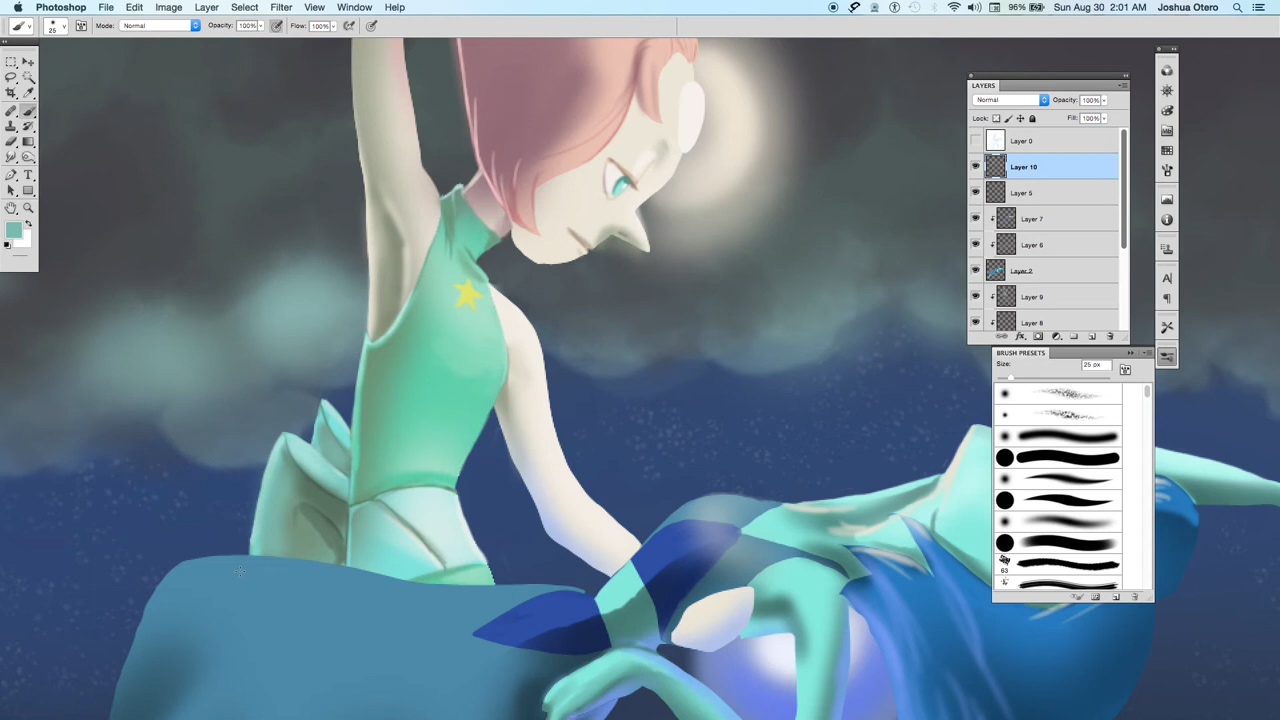 Photoshop File Edit Image Layer Select Filter View Window Help 96% Sun Aug 30 2:01 AM Joshua Otero
25 Mode: Normal Opacity: 100% Flow: 100%
LAYERS
Normal Opacity: 100%
Lock: Fill: 100%
Layer 0
Layer 10
Layer 5
Layer 7
Layer 6
Layer 2
Layer 9
Layer 8
BRUSH PRESETS
Size: 25 px
63